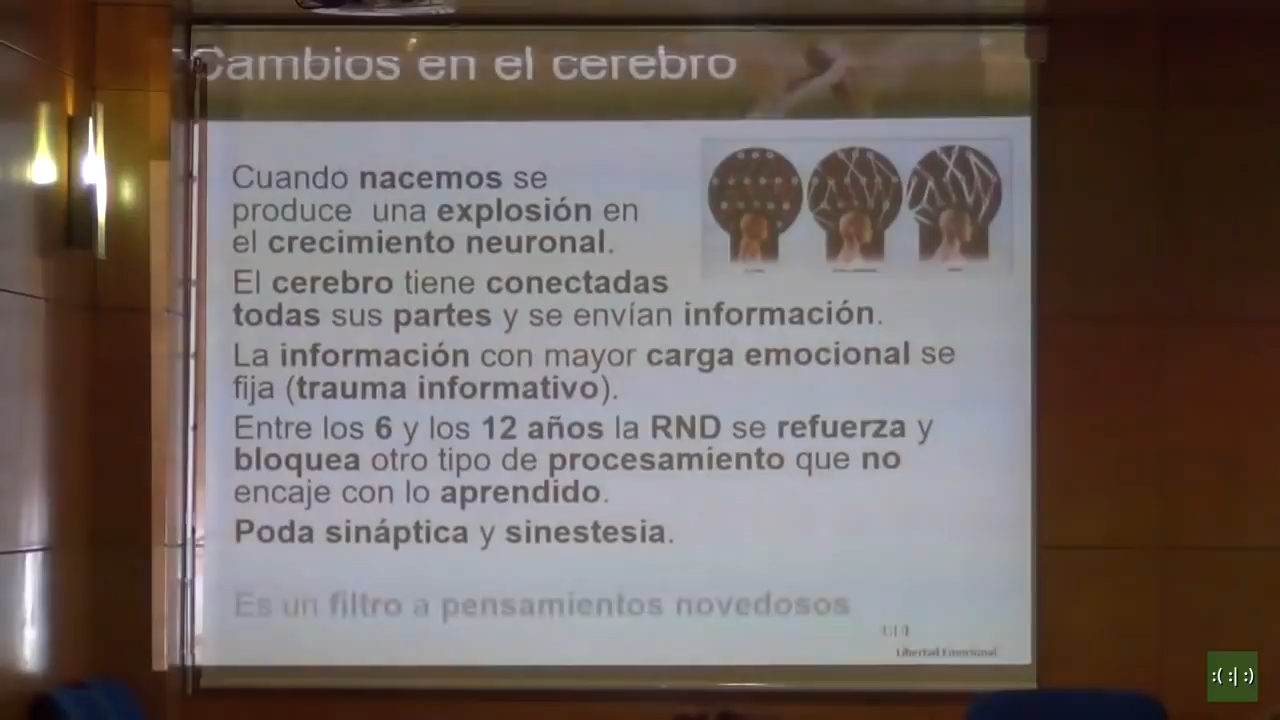 Cambios en el cerebro
Cuando nacemos se
produce una explosión en
el crecimiento neuronal.
El cerebro tiene conectadas
todas sus partes y se envían información.
La información con mayor carga emocional se
fija (trauma informativo).
Entre los 6 y los 12 años la RND se refuerza y
bloquea otro tipo de procesamiento que no
encaje con lo aprendido.
Poda sináptica y sinestesia.
Es un filtro a pensamientos novedosos
Libertad Emocional
:( :| :)